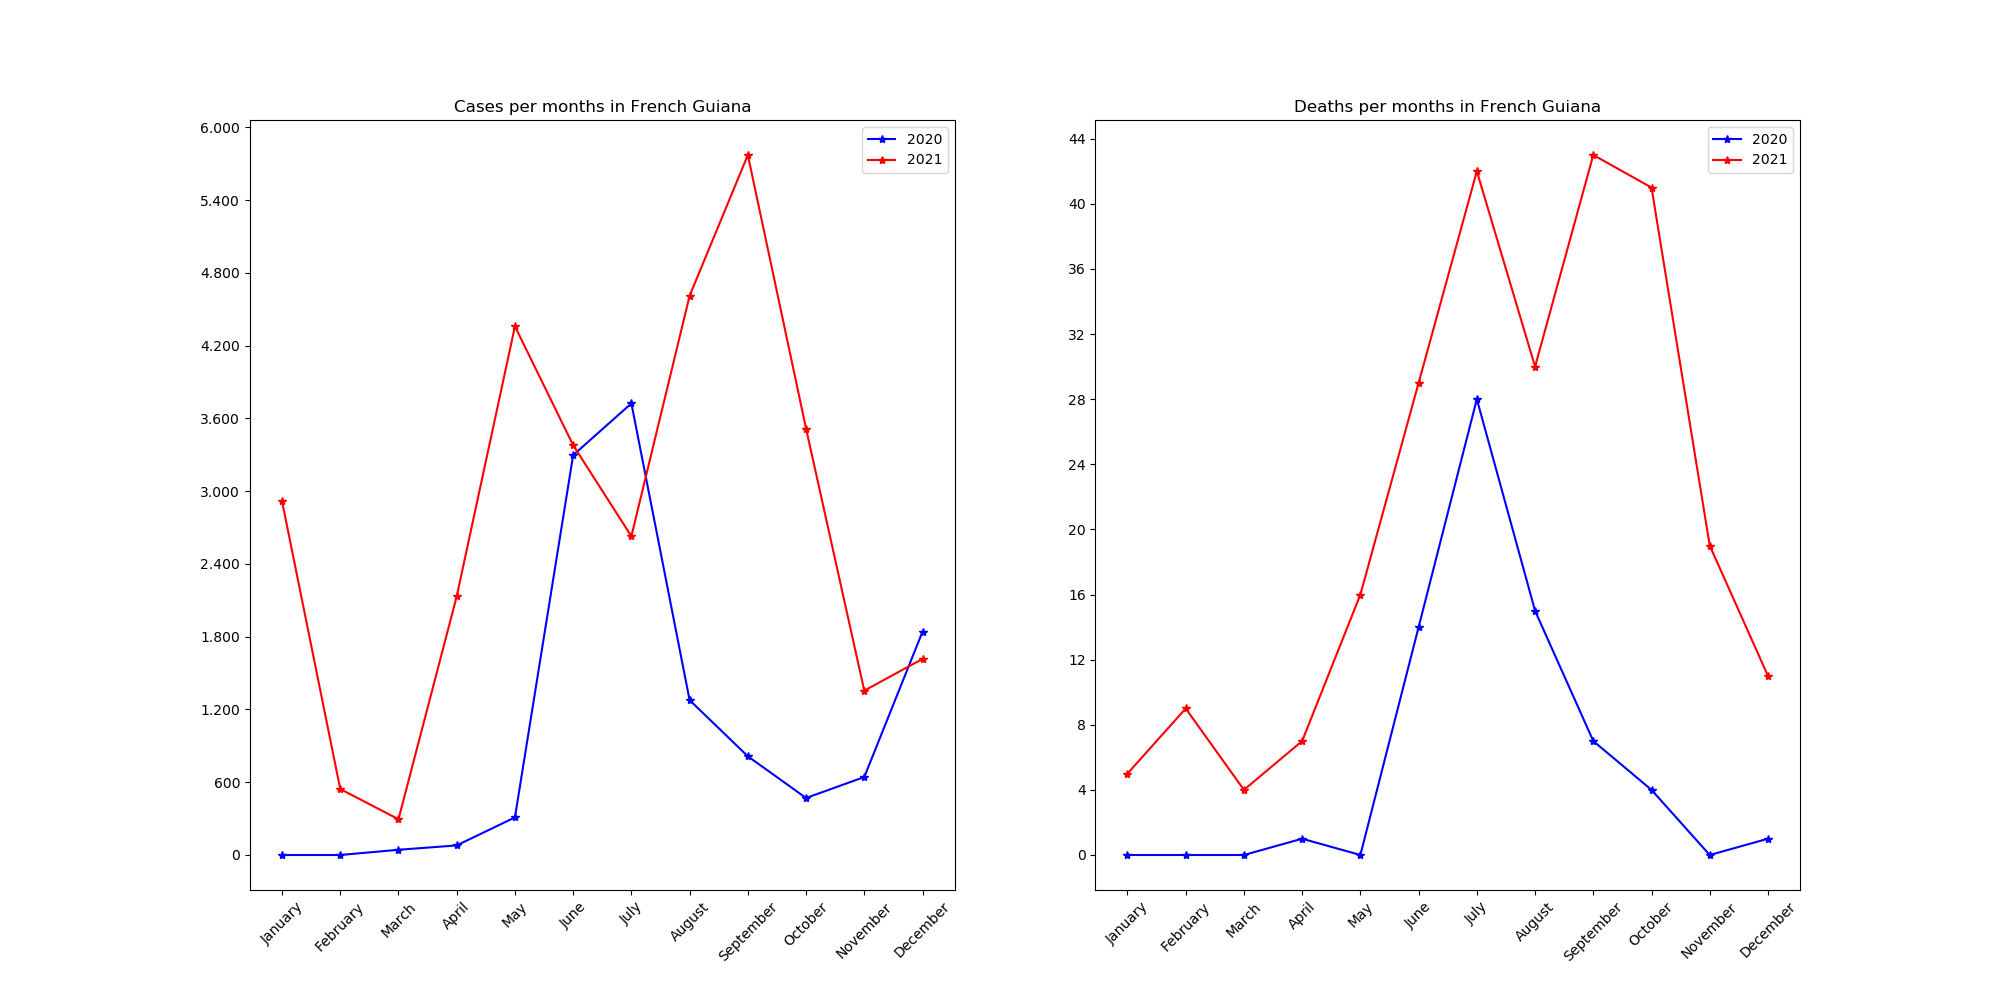 Cases per months in French Guiana
2020
2021
6.000
5.400
4.800
4.200
3.600
3.000
2.400
1.800
1.200
600
0
January
February
March
April
May
June
July
August
September
October
November
December
Deaths per months in French Guiana
2020
2021
44
40
36
32
28
24
20
16
12
8
4
0
January
February
March
April
May
June
July
August
September
October
November
December